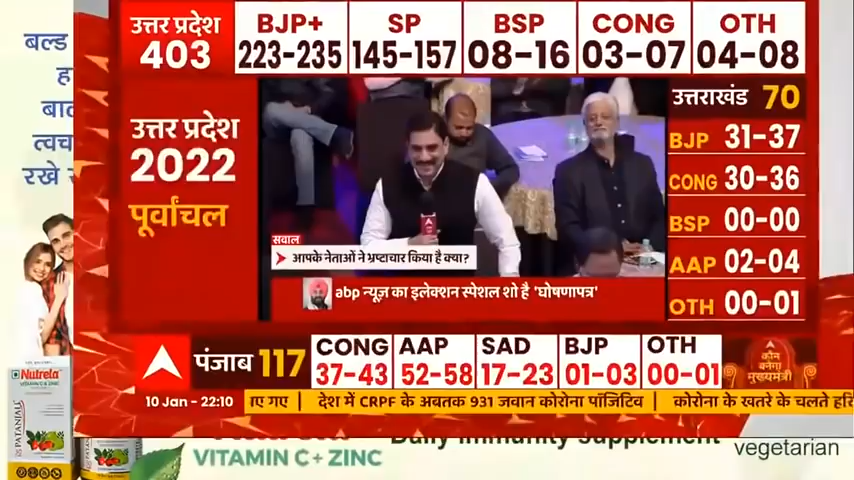 उत्तर प्रदेश
403
BJP+
223-235
SP
145-157
BSP
08-16
CONG
03-07
OTH
04-08
उत्तर प्रदेश
2022
पूर्वांचल
उत्तराखंड 70
BJP 31-37
CONG 30-36
BSP 00-00
AAP 02-04
OTH 00-01
सवाल
आपके नेताओं ने भ्रष्टाचार किया है क्या?
abp न्यूज़ का इलेक्शन स्पेशल शो है 'घोषणापत्र'
पंजाब 117
CONG
37-43
AAP
52-58
SAD
17-23
BJP
01-03
OTH
00-01
कौन
बनेगा
मुख्यमंत्री
10 Jan - 22:10
गए गए | देश में CRPF के अबतक 931 जवान कोरोना पॉजिटिव | कोरोना के खतरे के चलते
बल्ड
त्वच
रखे
Nutrela
VITAMIN C+ZINC
PATANJALI
Daily immunity supplement
VITAMIN C+ZINC
vegetarian